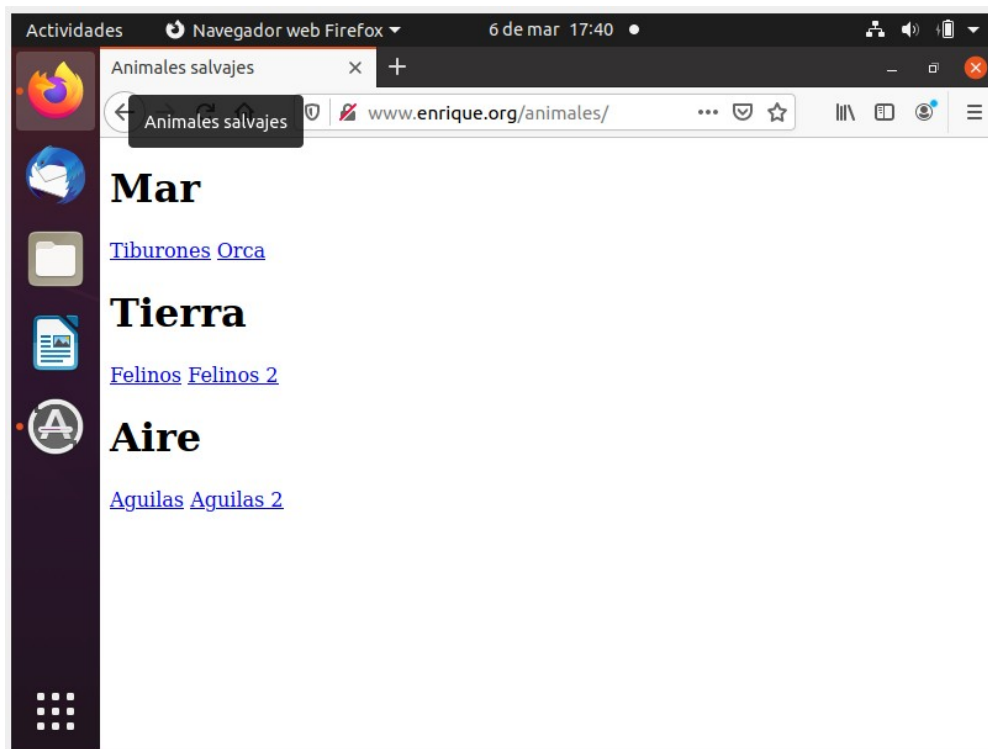 Actividades Navegador web Firefox 6 de mar 17:40
Animales salvajes
Animales salvajes
www.enrique.org/animales/
Mar
Tiburones Orca
Tierra
Felinos Felinos 2
Aire
Aguilas Aguilas 2